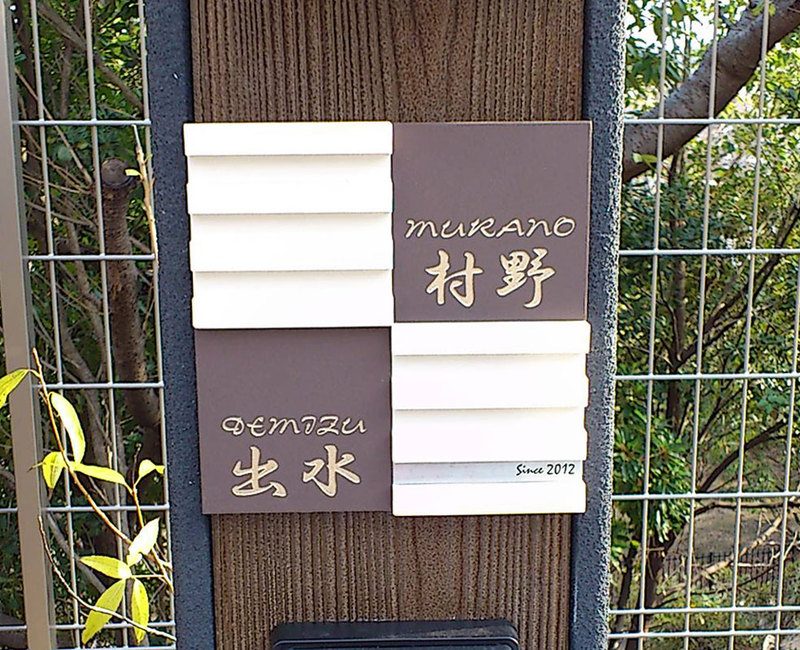 MURANO
村野
DEMIZU
出水
Since 2012